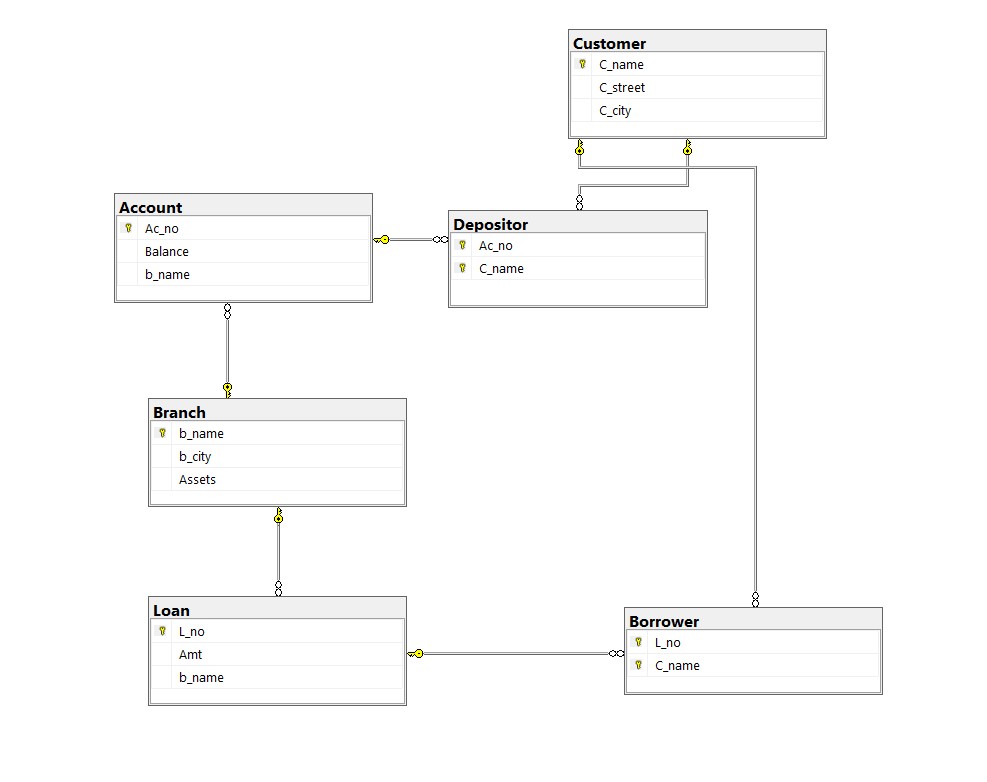 Customer
C_name
C_street
C_city
Account
Ac_no
Balance
b_name
Depositor
Ac_no
C_name
Branch
b_name
b_city
Assets
Loan
L_no
Amt
b_name
Borrower
L_no
C_name